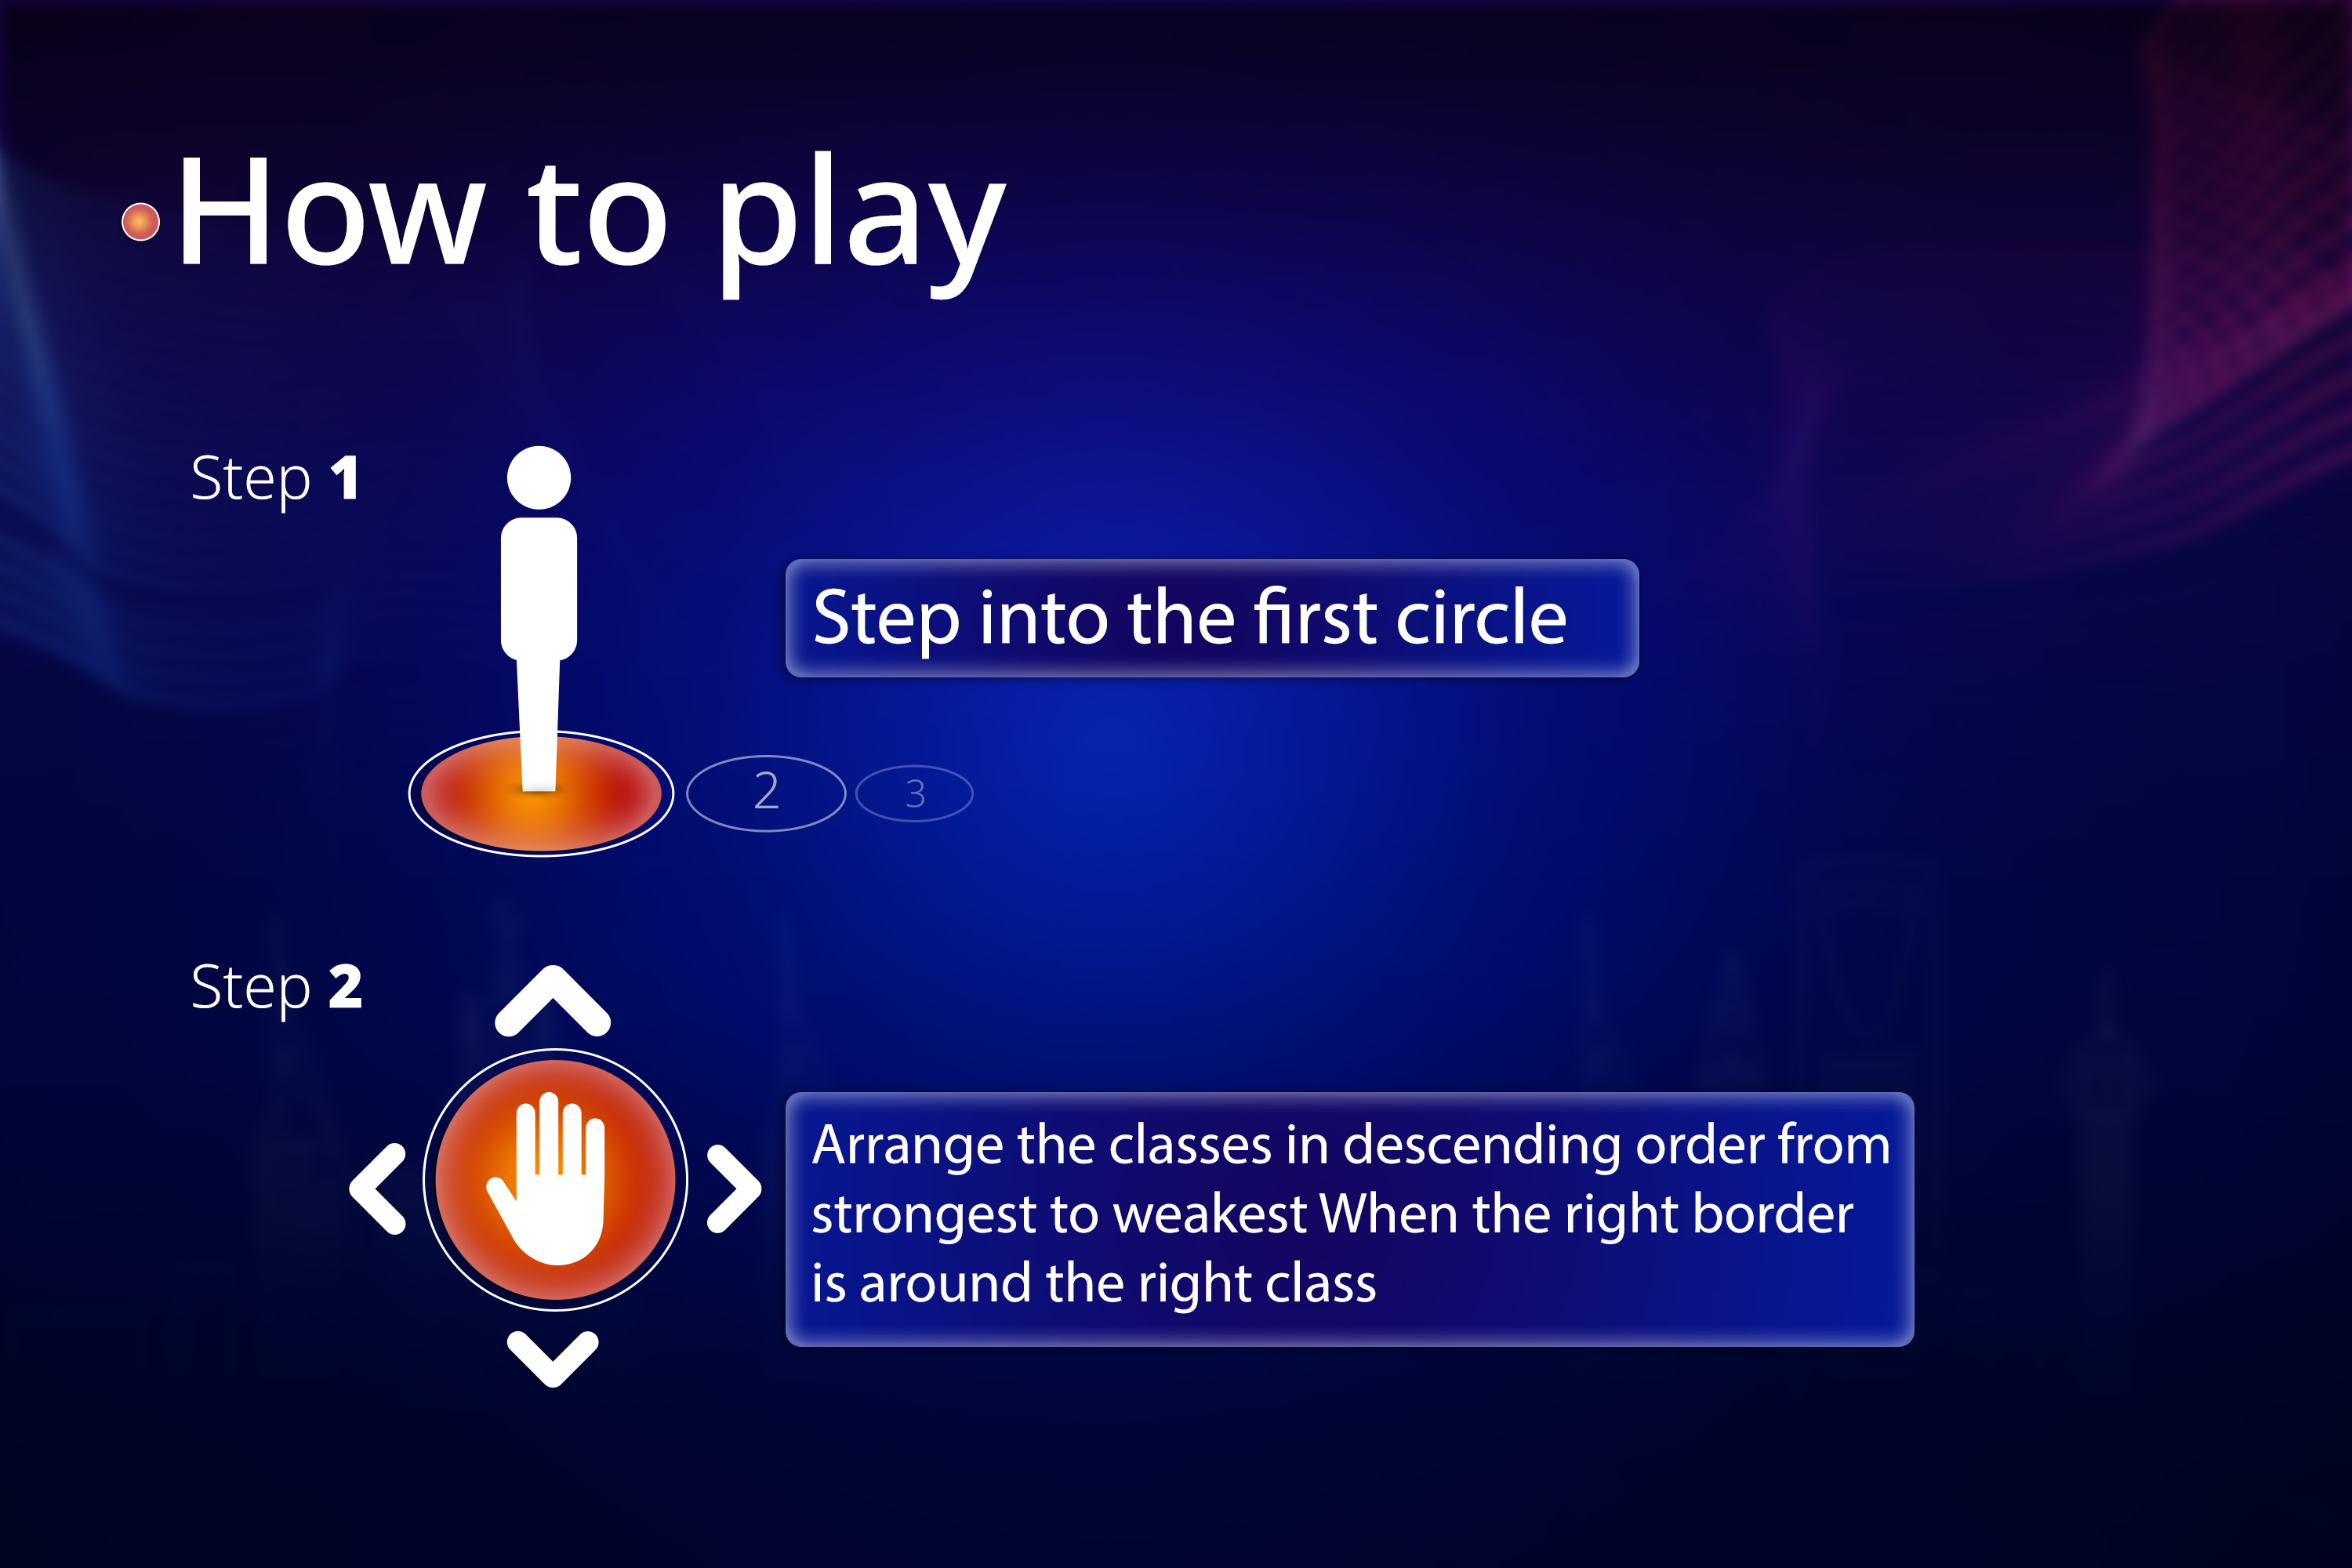 How to play
Step 1
Step into the first circle
2
3
Step 2
Arrange the classes in descending order from
strongest to weakest When the right border
is around the right class